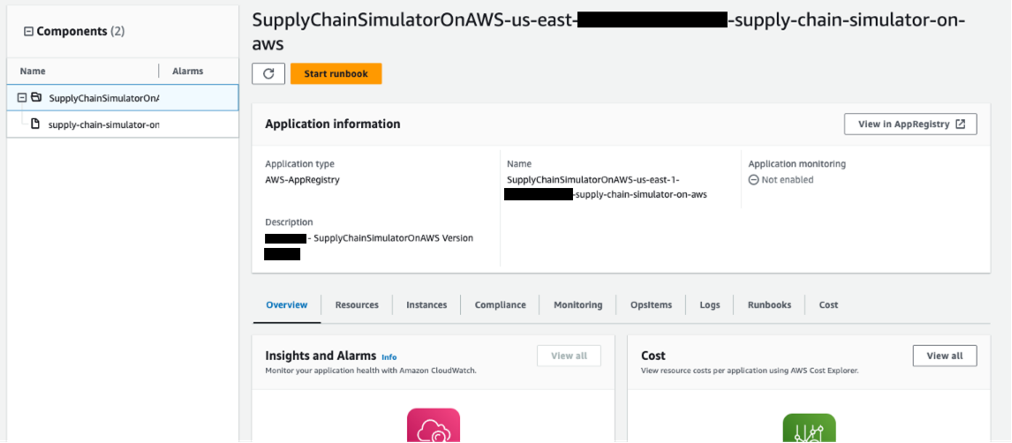 Components (2)
Name Alarms
SupplyChainSimulatorOnA
supply-chain-simulator-on
SupplyChainSimulatorOnAWS-us-east- -supply-chain-simulator-on-
aws
Start runbook
Application information
View in AppRegistry
Application type
AWS-AppRegistry
Name
SupplyChainSimulatorOnAWS-us-east-1-
-supply-chain-simulator-on-aws
Application monitoring
Not enabled
Description
- SupplyChainSimulatorOnAWS Version
Overview Resources Instances Compliance Monitoring OpsItems Logs Runbooks Cost
Insights and Alarms Info
View all
Monitor your application health with Amazon CloudWatch.
Cost
View all
View resource costs per application using AWS Cost Explorer.